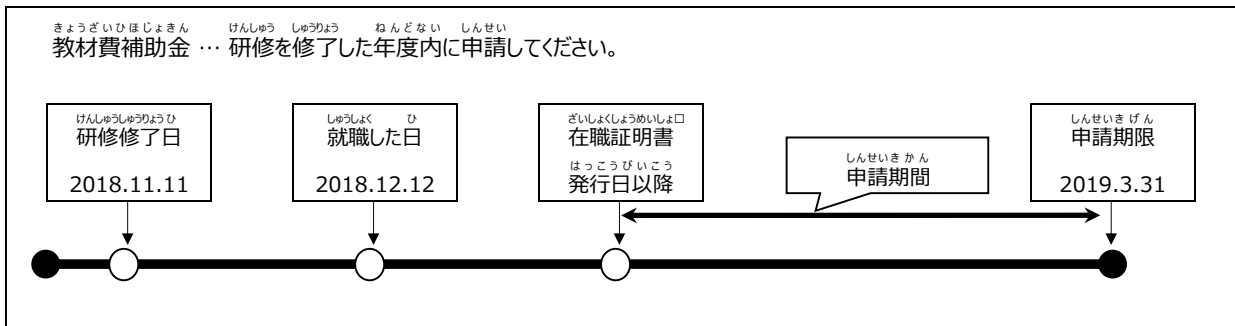 きょうざいひほじょきん けんしゅう しゅうりょう ねんどない しんせい
教材費補助金 … 研修を修了した年度内に申請してください。
けんしゅうしゅうりょうひ
研修修了日
2018.11.11
しゅうしょく ひ
就職した日
2018.12.12
ざいしょくしょうめいしょ□
在職証明書
はっこうびいこう
発行日以降
しんせいきかん
申請期間
しんせいきげん
申請期限
2019.3.31